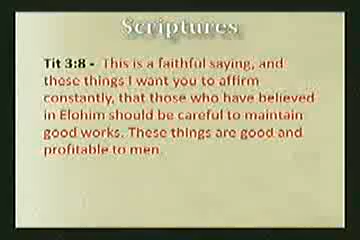 Scriptures
Tit 3:8 - This is a faithful saying, and
these things I want you to affirm
constantly, that those who have believed
in Elohim should be careful to maintain
good works. These things are good and
profitable to men.